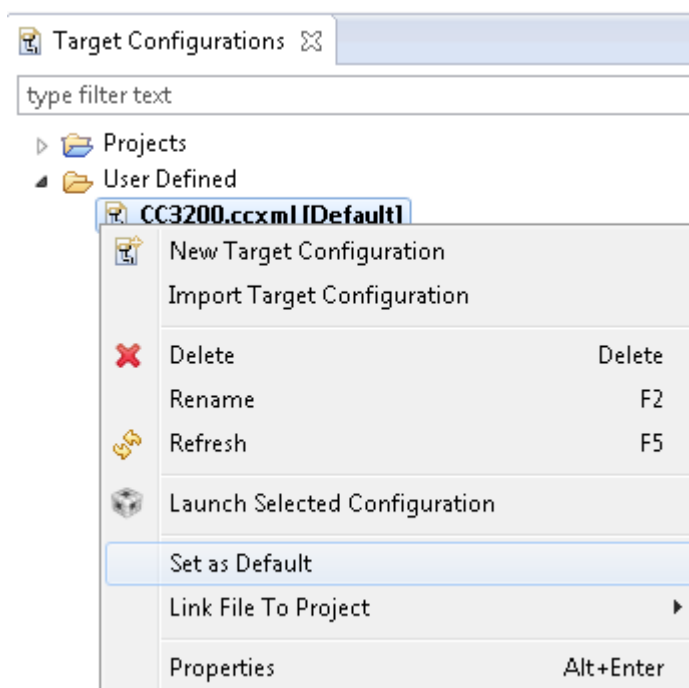 Target Configurations
type filter text
Projects
User Defined
CC3200.ccxml [Default]
New Target Configuration
Import Target Configuration
Delete Delete
Rename F2
Refresh F5
Launch Selected Configuration
Set as Default
Link File To Project
Properties Alt+Enter